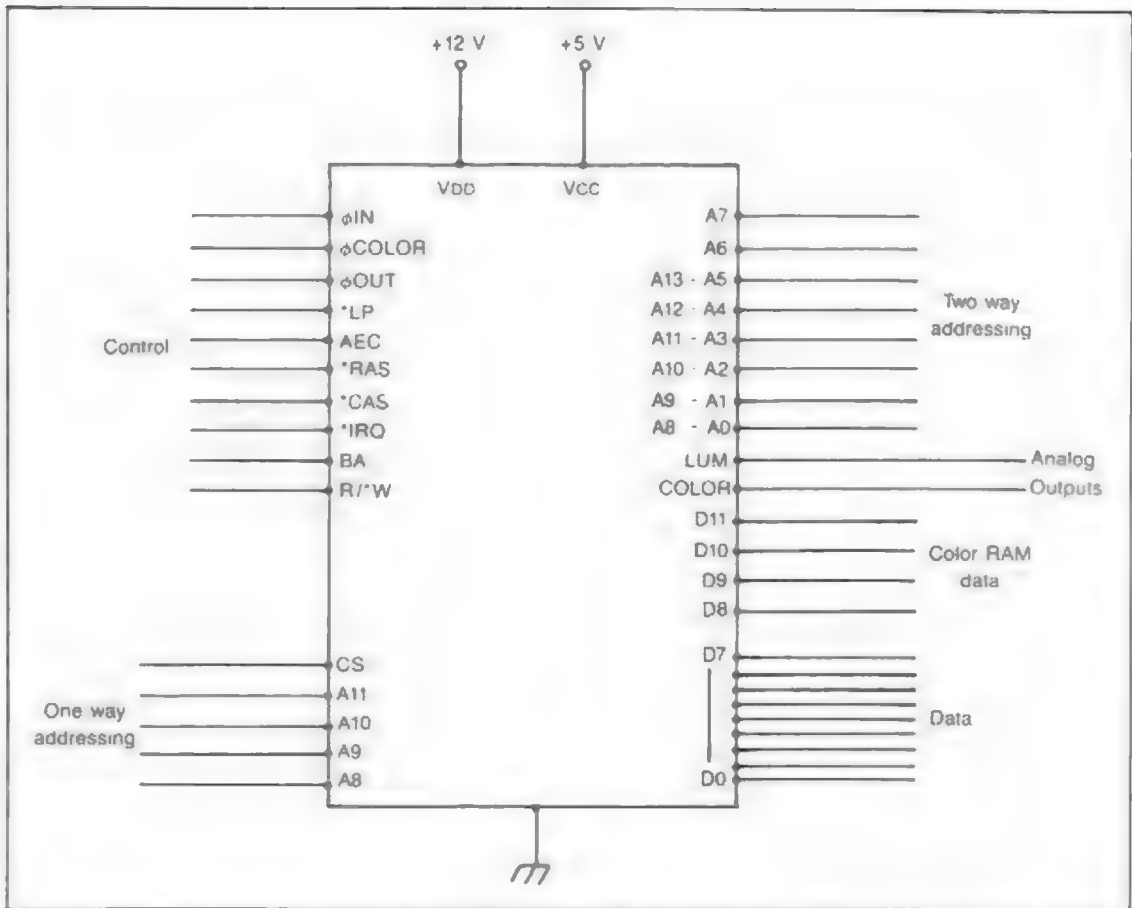 +12 V
+5 V
VDD
VCC
φIN
φCOLOR
φOUT
*LP
AEC
*RAS
*CAS
*IRQ
BA
R/*W
Control
CS
A11
A10
A9
A8
One way
addressing
A7
A6
A13 - A5
A12 - A4
A11 - A3
A10 - A2
A9 - A1
A8 - A0
Two way
addressing
LUM
COLOR
Analog
Outputs
D11
D10
D9
D8
Color RAM
data
D7
D0
Data